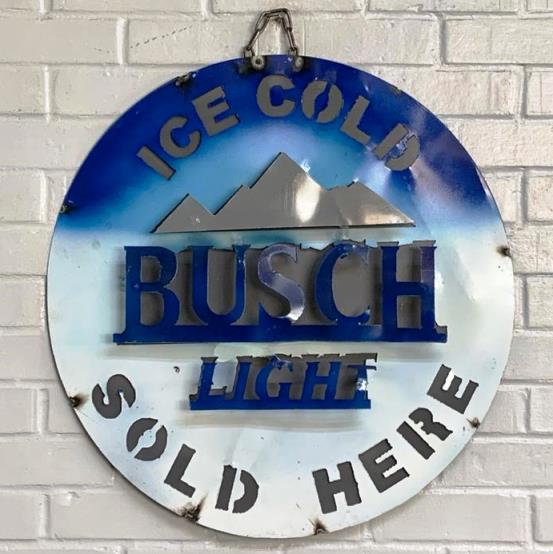 ICE COLD
BUSCH
LIGHT
SOLD HERE